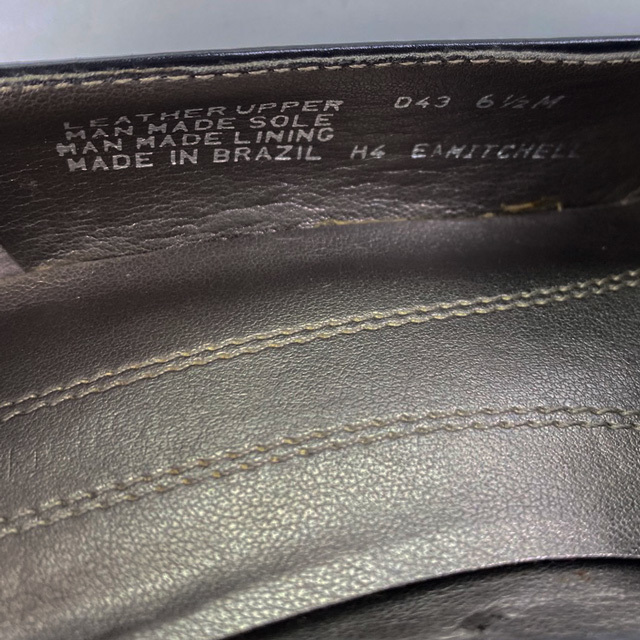 LEATHER UPPER D43 6½M
MAN MADE SOLE
MAN MADE LINING
MADE IN BRAZIL H4 EAMITCHELL